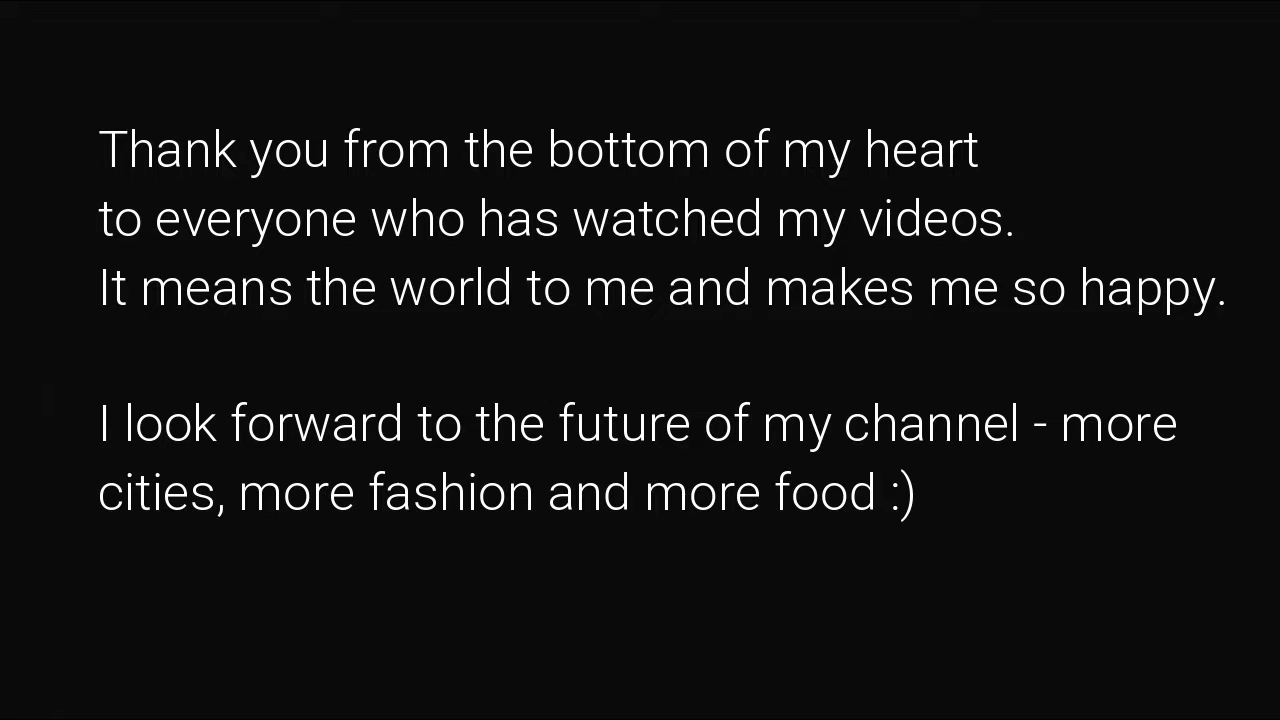 Thank you from the bottom of my heart
to everyone who has watched my videos.
It means the world to me and makes me so happy.
I look forward to the future of my channel - more
cities, more fashion and more food :)